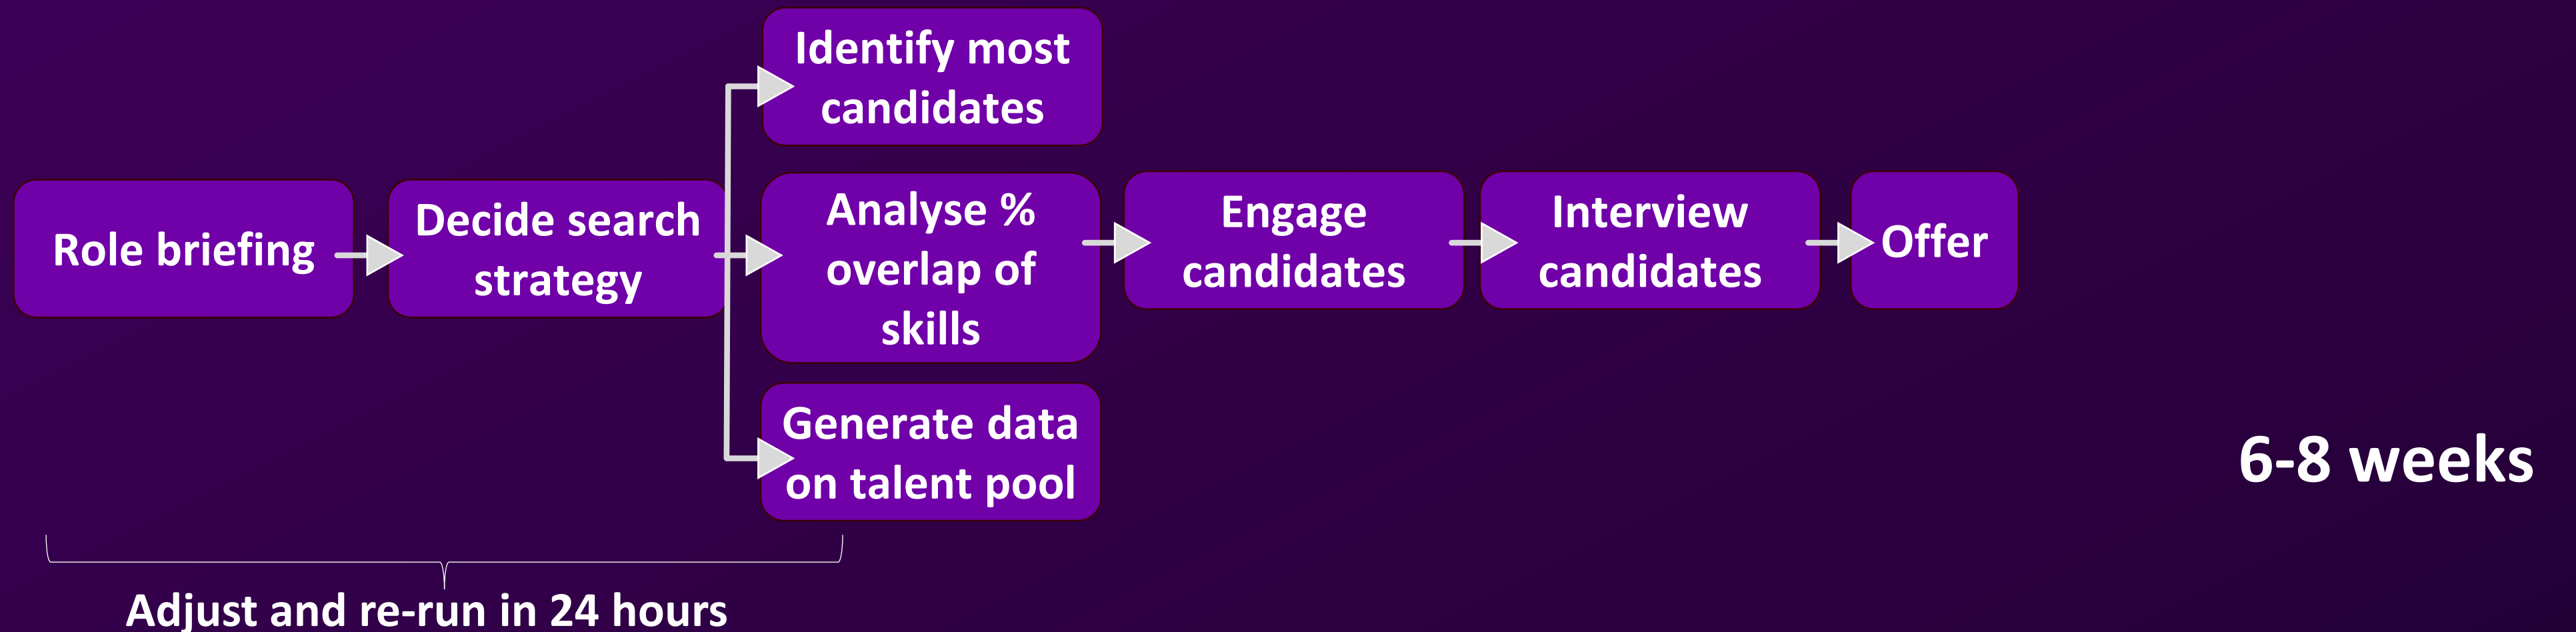 Role briefing
Decide search
strategy
Identify most
candidates
Analyse %
overlap of
skills
Generate data
on talent pool
Engage
candidates
Interview
candidates
Offer
6-8 weeks
Adjust and re-run in 24 hours